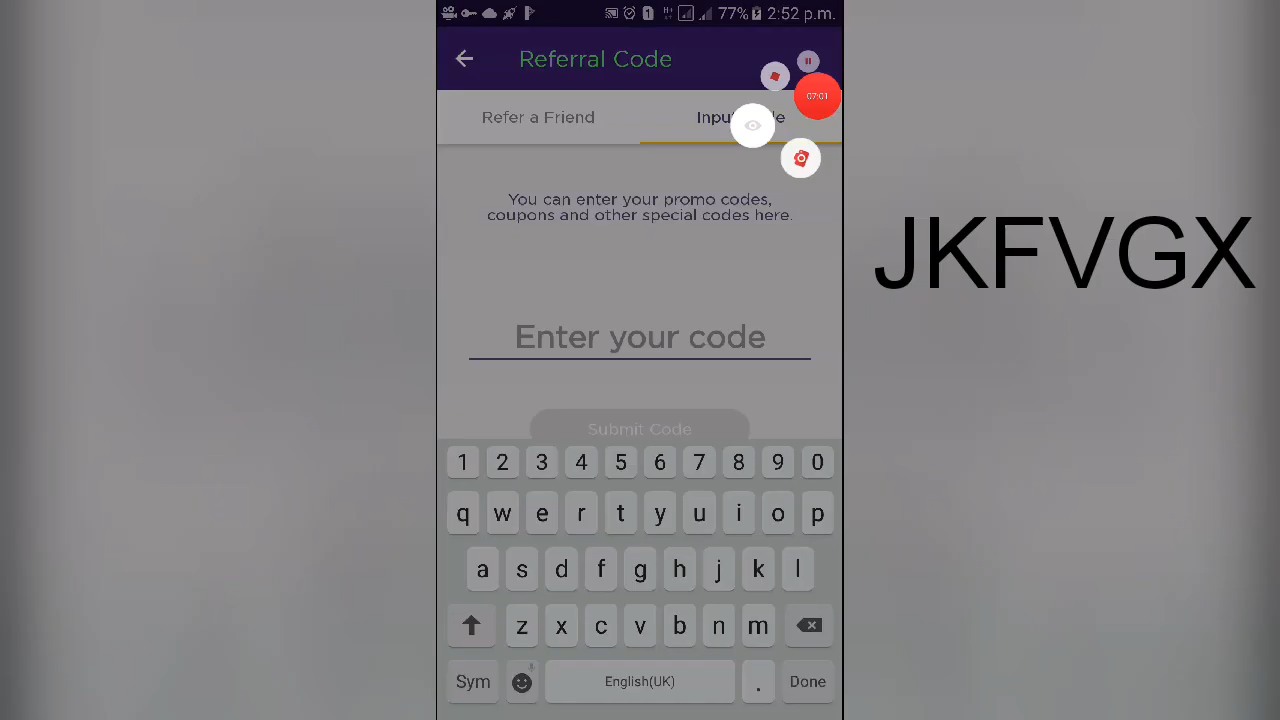 1 77% 2:52 p.m.
Referral Code
07:01
Refer a Friend
You can enter your promo codes,
coupons and other special codes here.
JKFVGX
Enter your code
Submit Code
1 2 3 4 5 6 7 8 9 0
q w e r t y u i o p
a s d f g h j k l
z x c v b n m
Sym English(UK) . Done